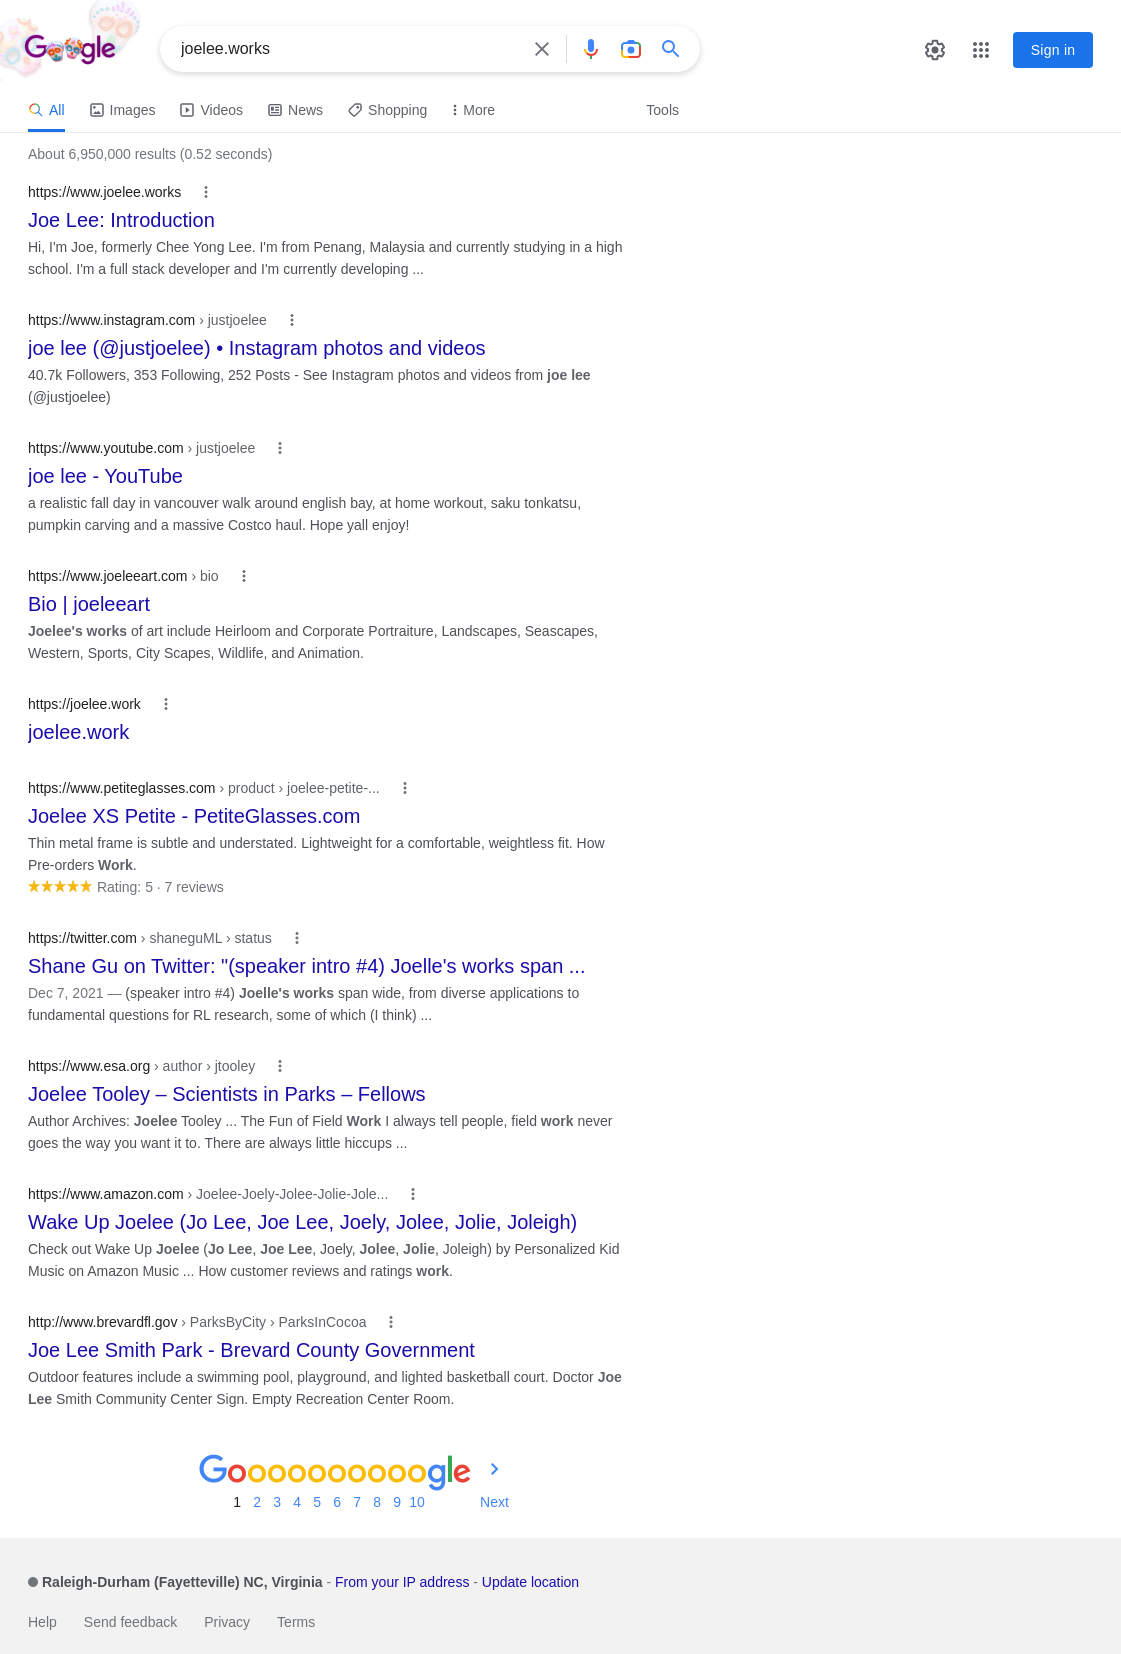 Google
joelee.works
Sign in
All Images Videos News Shopping More Tools
About 6,950,000 results (0.52 seconds)
https://www.joelee.works
Joe Lee: Introduction
Hi, I'm Joe, formerly Chee Yong Lee. I'm from Penang, Malaysia and currently studying in a high
school. I'm a full stack developer and I'm currently developing ...
https://www.instagram.com › justjoelee
joe lee (@justjoelee) • Instagram photos and videos
40.7k Followers, 353 Following, 252 Posts - See Instagram photos and videos from joe lee
(@justjoelee)
https://www.youtube.com › justjoelee
joe lee - YouTube
a realistic fall day in vancouver walk around english bay, at home workout, saku tonkatsu,
pumpkin carving and a massive Costco haul. Hope yall enjoy!
https://www.joeleeart.com › bio
Bio | joeleeart
Joelee's works of art include Heirloom and Corporate Portraiture, Landscapes, Seascapes,
Western, Sports, City Scapes, Wildlife, and Animation.
https://joelee.work
joelee.work
https://www.petiteglasses.com › product › joelee-petite-...
Joelee XS Petite - PetiteGlasses.com
Thin metal frame is subtle and understated. Lightweight for a comfortable, weightless fit. How
Pre-orders Work.
Rating: 5 · 7 reviews
https://twitter.com › shaneguML › status
Shane Gu on Twitter: "(speaker intro #4) Joelle's works span ...
Dec 7, 2021 — (speaker intro #4) Joelle's works span wide, from diverse applications to
fundamental questions for RL research, some of which (I think) ...
https://www.esa.org › author › jtooley
Joelee Tooley – Scientists in Parks – Fellows
Author Archives: Joelee Tooley ... The Fun of Field Work I always tell people, field work never
goes the way you want it to. There are always little hiccups ...
https://www.amazon.com › Joelee-Joely-Jolee-Jolie-Jole...
Wake Up Joelee (Jo Lee, Joe Lee, Joely, Jolee, Jolie, Joleigh)
Check out Wake Up Joelee (Jo Lee, Joe Lee, Joely, Jolee, Jolie, Joleigh) by Personalized Kid
Music on Amazon Music ... How customer reviews and ratings work.
http://www.brevardfl.gov › ParksByCity › ParksInCocoa
Joe Lee Smith Park - Brevard County Government
Outdoor features include a swimming pool, playground, and lighted basketball court. Doctor Joe
Lee Smith Community Center Sign. Empty Recreation Center Room.
Goooooooooogle
1 2 3 4 5 6 7 8 9 10 Next
Raleigh-Durham (Fayetteville) NC, Virginia - From your IP address - Update location
Help Send feedback Privacy Terms